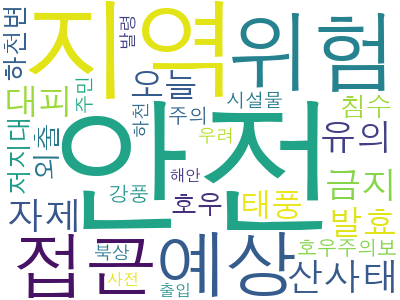 지역
위험
하천변
발령
오늘
대피
주민
하천
주의
시설물
침수
저지대
외출
안전
우려
유의
강풍
해안
호우
태풍
금지
자제
발효
접근
예상
북상
사전
출입
호우주의보
산사태